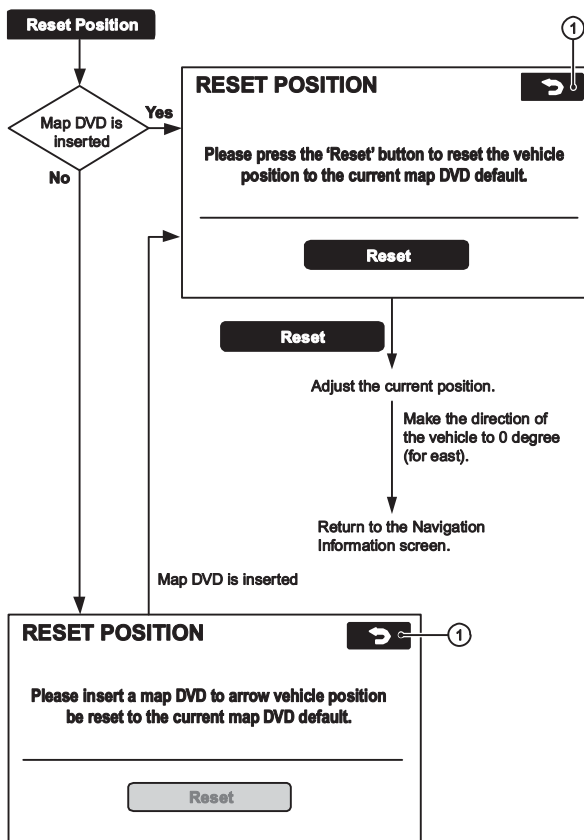 Reset Position
1
Map DVD is
inserted
Yes
No
RESET POSITION
Please press the ‘Reset’ button to reset the vehicle
position to the current map DVD default.
Reset
Reset
Adjust the current position.
Make the direction of
the vehicle to 0 degree
(for east).
Return to the Navigation
Information screen.
Map DVD is inserted
RESET POSITION
1
Please insert a map DVD to arrow vehicle position
be reset to the current map DVD default.
Reset